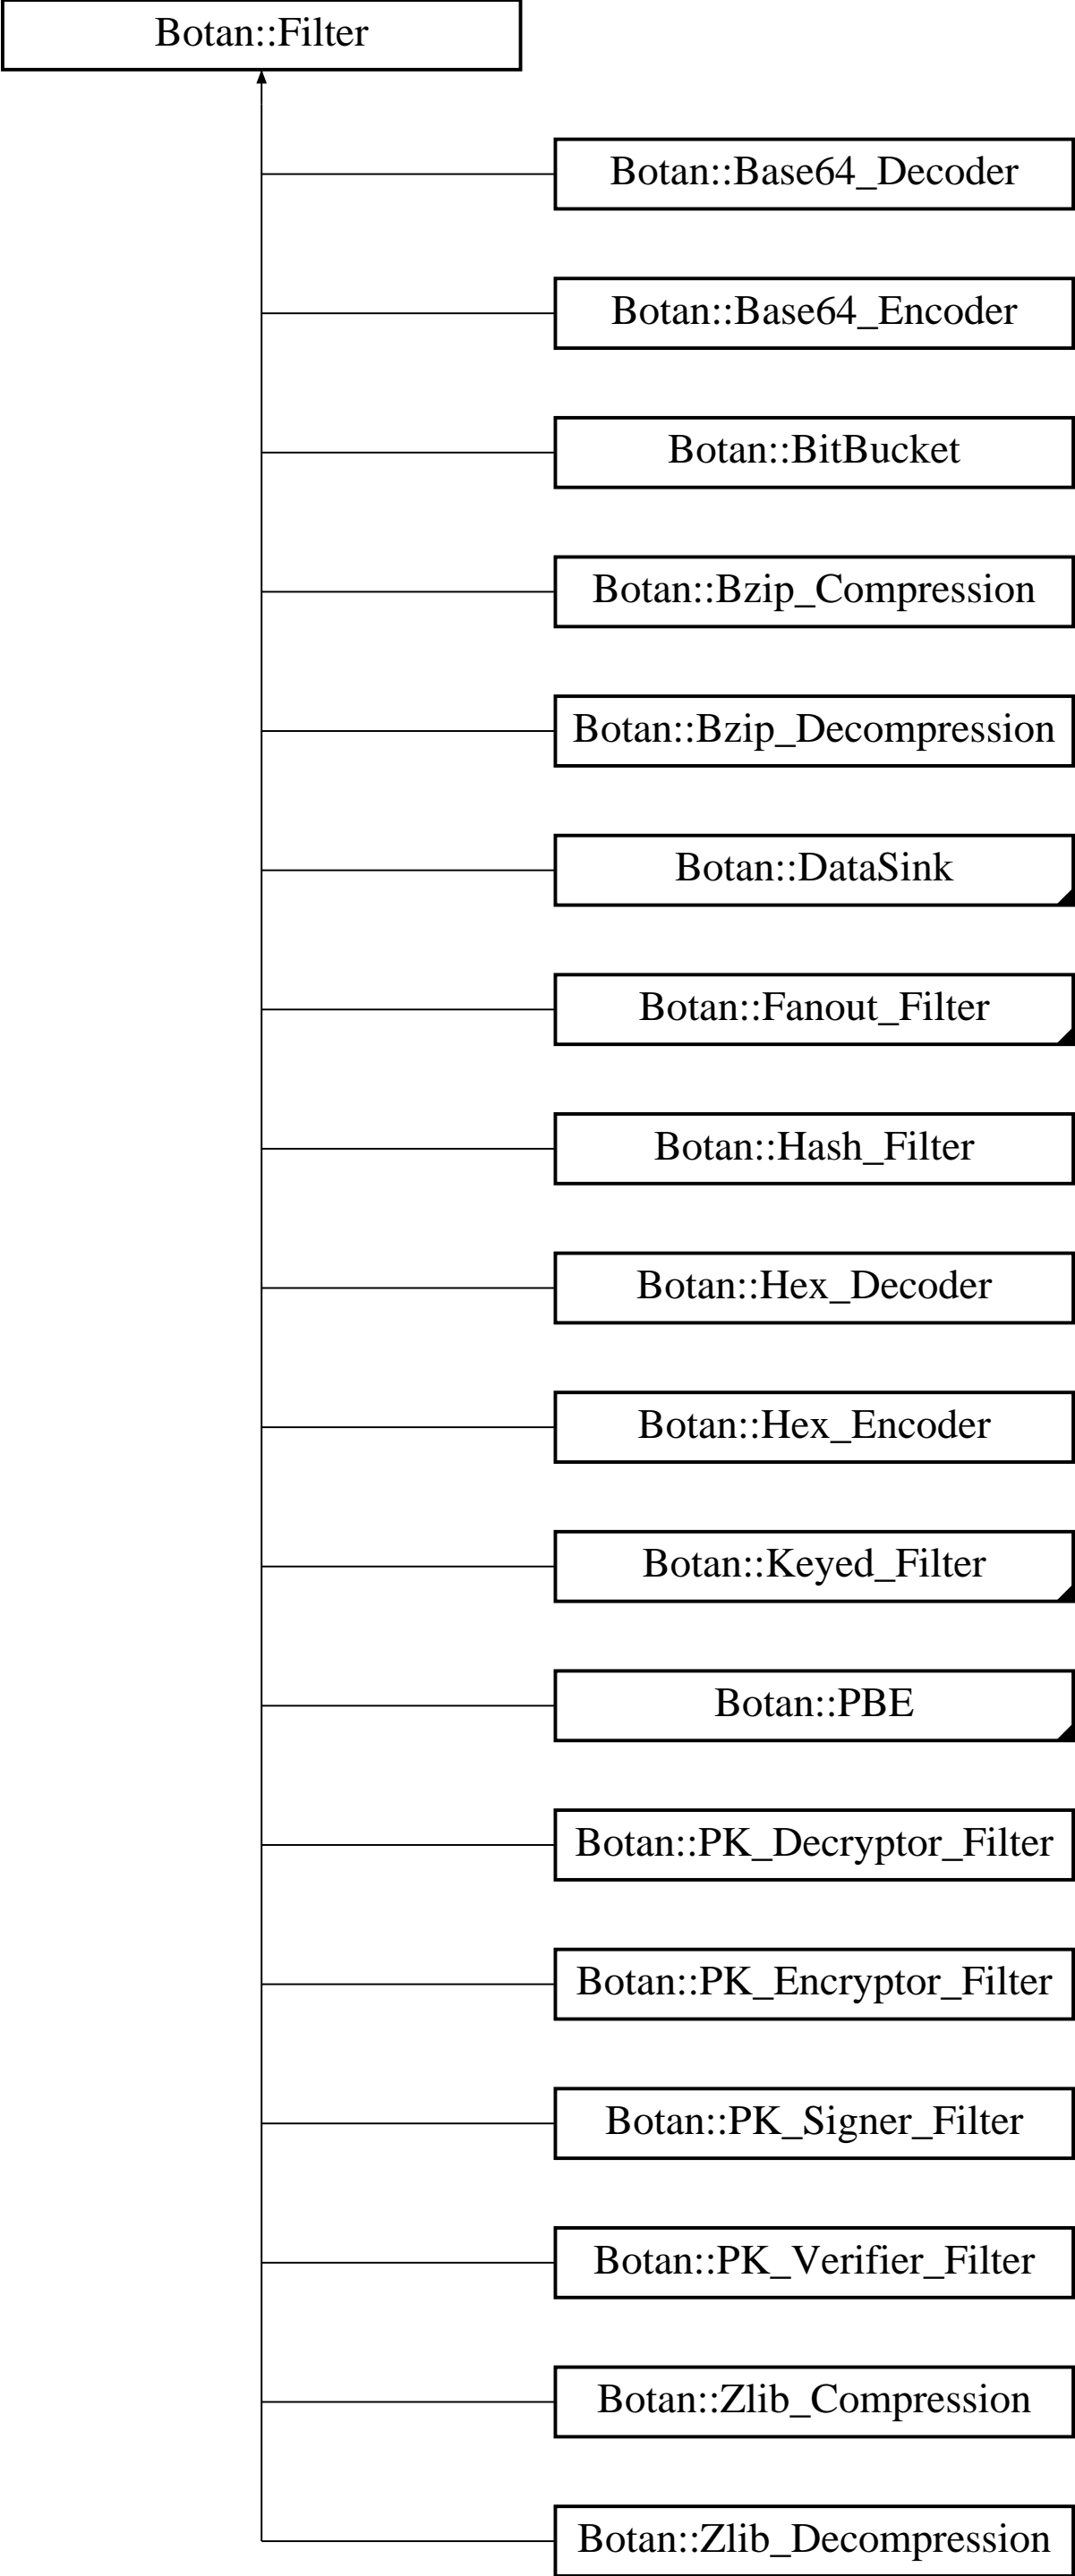 Botan::Filter
Botan::Base64_Decoder
Botan::Base64_Encoder
Botan::BitBucket
Botan::Bzip_Compression
Botan::Bzip_Decompression
Botan::DataSink
Botan::Fanout_Filter
Botan::Hash_Filter
Botan::Hex_Decoder
Botan::Hex_Encoder
Botan::Keyed_Filter
Botan::PBE
Botan::PK_Decryptor_Filter
Botan::PK_Encryptor_Filter
Botan::PK_Signer_Filter
Botan::PK_Verifier_Filter
Botan::Zlib_Compression
Botan::Zlib_Decompression